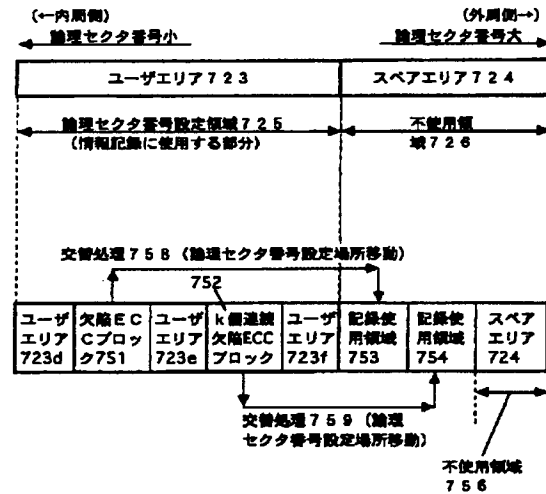 (←内周側)
(外周側→)
論理セクタ番号小
論理セクタ番号大
ユーザエリア723
スペアエリア724
論理セクタ番号設定領域725
(情報記録に使用する部分)
不使用領
域726
交替処理758(論理セクタ番号設定場所移動)
752
ユーザ
エリア
723d
欠陥EC
Cブロッ
ク7S1
ユーザ
エリア
723e
k個連続
欠陥ECC
ブロック
ユーザ
エリア
723f
記録使
用領域
753
記録使
用領域
754
スペア
エリア
724
交替処理759(論理
セクタ番号設定場所移動)
不使用領域
756